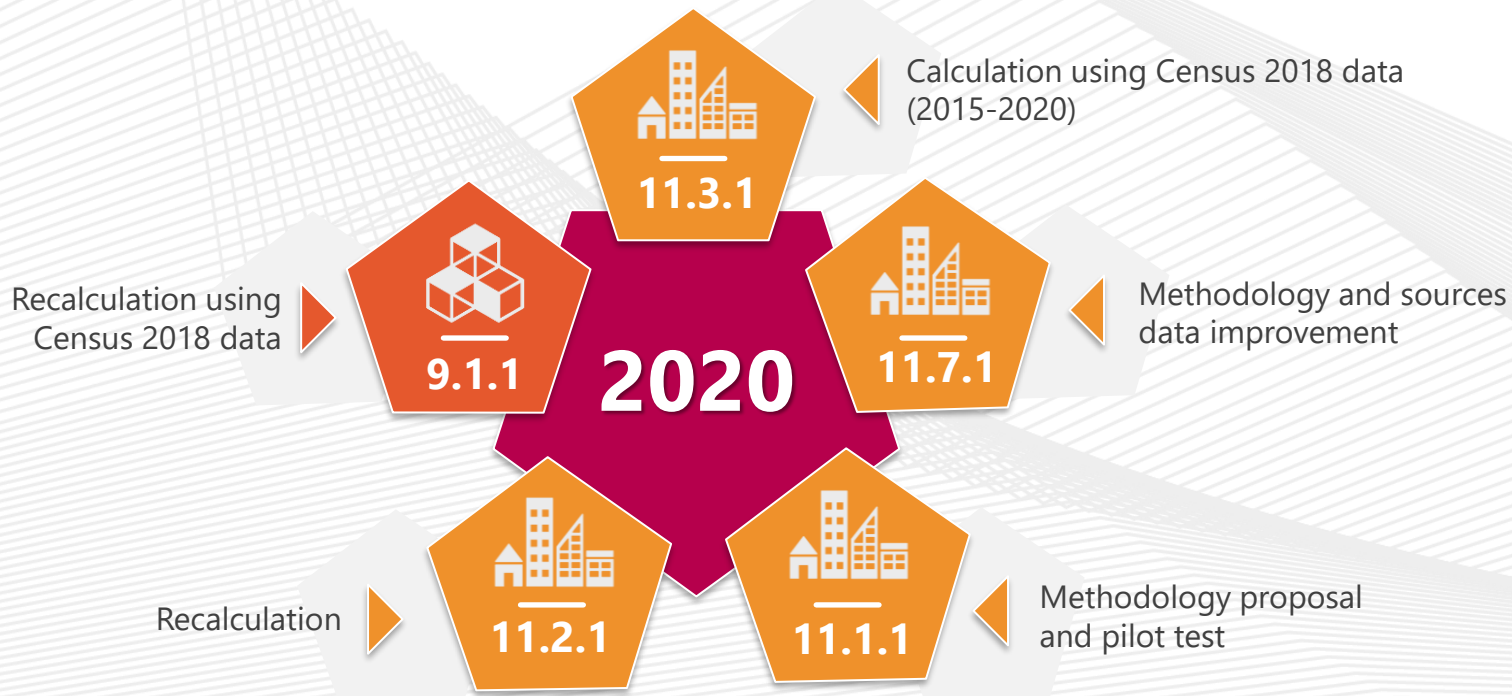 Calculation using Census 2018 data
(2015-2020)
11.3.1
Recalculation using
Census 2018 data
9.1.1
2020
11.7.1
Methodology and sources
data improvement
Recalculation
11.2.1
11.1.1
Methodology proposal
and pilot test